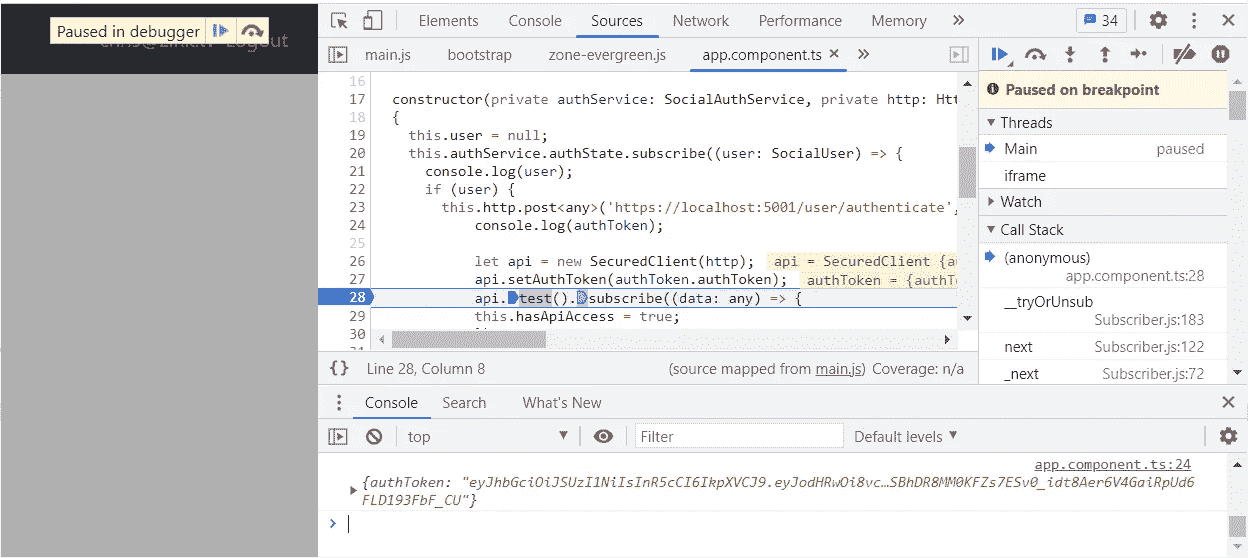 Paused in debugger
Logout
Elements Console Sources Network Performance Memory » 34
main.js bootstrap zone-evergreen.js app.component.ts ×
16
17 constructor(private authService: SocialAuthService, private http: Htt
18 {
19 this.user = null;
20 this.authService.authState.subscribe((user: SocialUser) => {
21 console.log(user);
22 if (user) {
23 this.http.post<any>('https://localhost:5001/user/authenticate',
24 console.log(authToken);
25
26 let api = new SecuredClient(http); api = SecuredClient {au
27 api.setAuthToken(authToken.authToken); authToken = {authT
28 api.test().subscribe((data: any) => {
29 this.hasApiAccess = true;
30
{} Line 28, Column 8 (source mapped from main.js) Coverage: n/a
Paused on breakpoint
Threads
Main paused
iframe
Watch
Call Stack
(anonymous)
app.component.ts:28
__tryOrUnsub
Subscriber.js:183
next Subscriber.js:122
_next Subscriber.js:72
Console Search What's New
top Filter Default levels
app.component.ts:24
{authToken: "eyJhbGciOiJSUzI1NiIsInR5cCI6IkpXVCJ9.eyJodHRwOi8vc…SBhDR8MM0KFZs7ESv0_idt8Aer6V4GaiRpUd6
FLD193FbF_CU"}